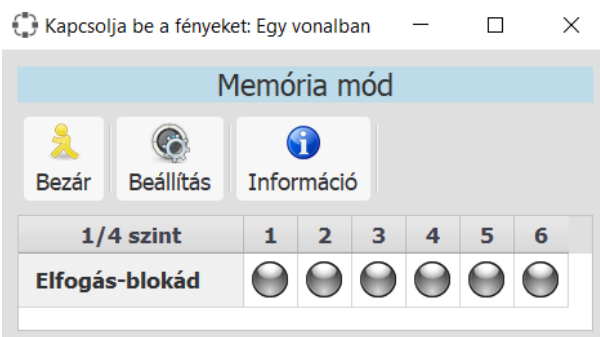 Kapcsolja be a fényeket: Egy vonalban
Memória mód
Bezár Beállítás Információ
1/4 szint 1 2 3 4 5 6
Elfogás-blokád